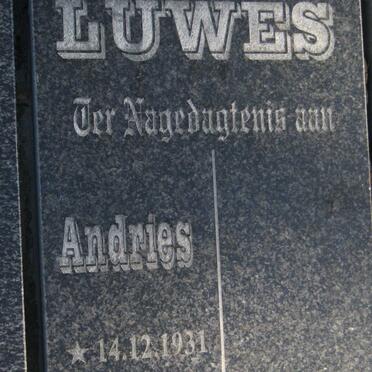 LUWES
Ter Nagedagtenis aan
Andries
★ 14.12.1931